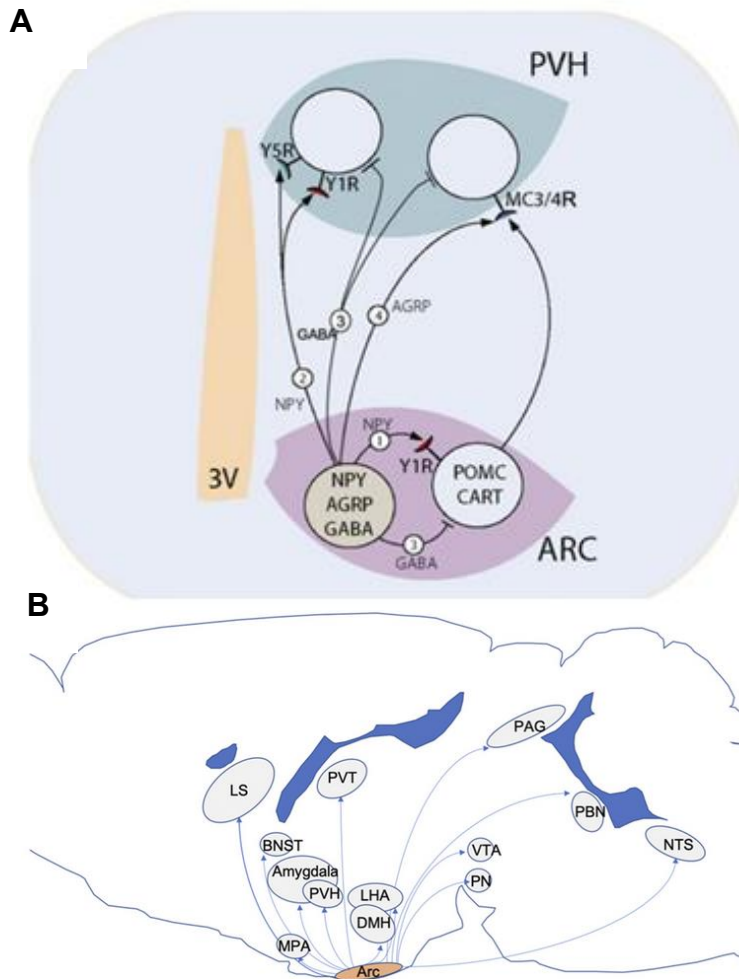 A
PVH
Y5R
Y1R
MC3/4R
AGRP
4
3
GABA
2
NPY
NPY
1
Y1R
3V
NPY
AGRP
GABA
POMC
CART
3
GABA
ARC
B
PAG
LS
PVT
PBN
BNST
VTA
NTS
Amygdala
PVH
LHA
PN
DMH
MPA
Arc